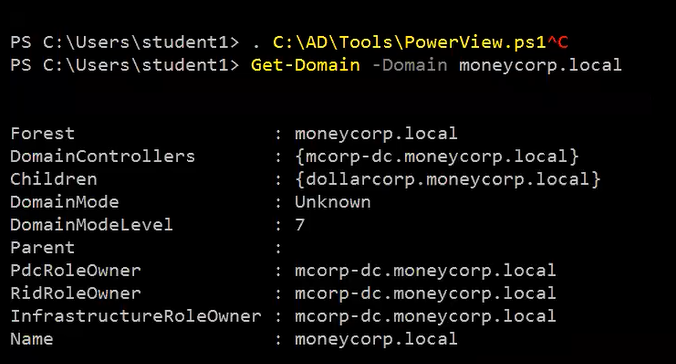 PS C:\Users\student1> . C:\AD\Tools\PowerView.ps1^C
PS C:\Users\student1> Get-Domain -Domain moneycorp.local
Forest : moneycorp.local
DomainControllers : {mcorp-dc.moneycorp.local}
Children : {dollarcorp.moneycorp.local}
DomainMode : Unknown
DomainModeLevel : 7
Parent :
PdcRoleOwner : mcorp-dc.moneycorp.local
RidRoleOwner : mcorp-dc.moneycorp.local
InfrastructureRoleOwner : mcorp-dc.moneycorp.local
Name : moneycorp.local